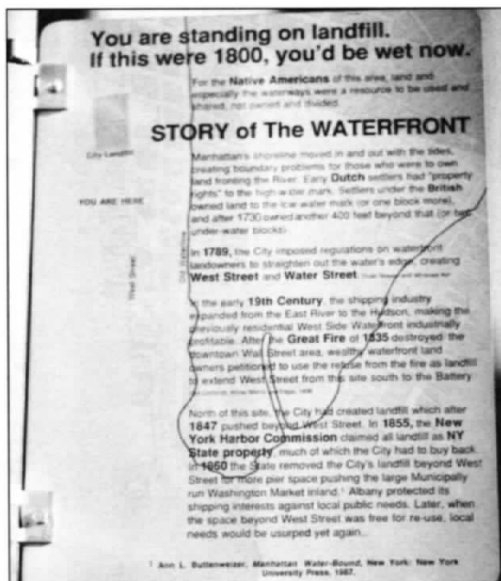 You are standing on landfill.
If this were 1800, you'd be wet now.
For the Native Americans of this area, land and
especially the waterways were a resource to be used and
shared, not owned and divided.
STORY of The WATERFRONT
City Landfill
Manhattan's shoreline moved in and out with the tides,
creating boundary problems for those who were to own
land fronting the River. Early Dutch settlers had "property
rights" to the high water mark. Settlers under the British
owned land to the low water mark (or one block more),
and after 1730 owned another 400 feet beyond that (or two
under water blocks).
YOU ARE HERE
West Street
Old Shoreline
In 1789, the City imposed regulations on waterfront
landowners to straighten out the water's edge, creating
West Street and Water Street.
In the early 19th Century, the shipping industry
expanded from the East River to the Hudson, making the
previously residential West Side Waterfront industrially
profitable. After the Great Fire of 1835 destroyed the
downtown Wall Street area, wealthy waterfront land
owners petitioned to use the refuse from the fire as landfill
to extend West Street from this site south to the Battery.
North of this site, the City had created landfill which after
1847 pushed beyond West Street. In 1855, the New
York Harbor Commission claimed all landfill as NY
State property, much of which the City had to buy back.
In 1860 the State removed the City's landfill beyond West
Street for more pier space pushing the large Municipally
run Washington Market inland.¹ Albany protected its
shipping interests against local public needs. Later, when
the space beyond West Street was free for re-use, local
needs would be usurped yet again...
¹ Ann L. Buttenweiser, Manhattan Water-Bound, New York: New York
University Press, 1987.